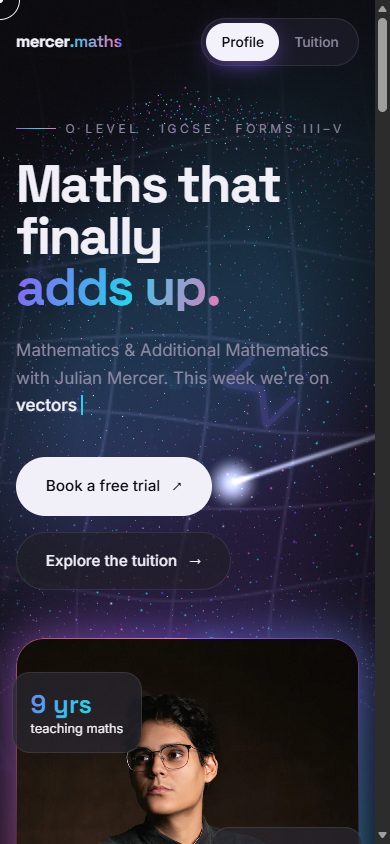 mercer.maths
Profile
Tuition
O LEVEL · IGCSE · FORMS III–V
Maths that
finally
adds up.
Mathematics & Additional Mathematics
with Julian Mercer. This week we're on
vectors
Book a free trial ↗
Explore the tuition →
9 yrs
teaching maths